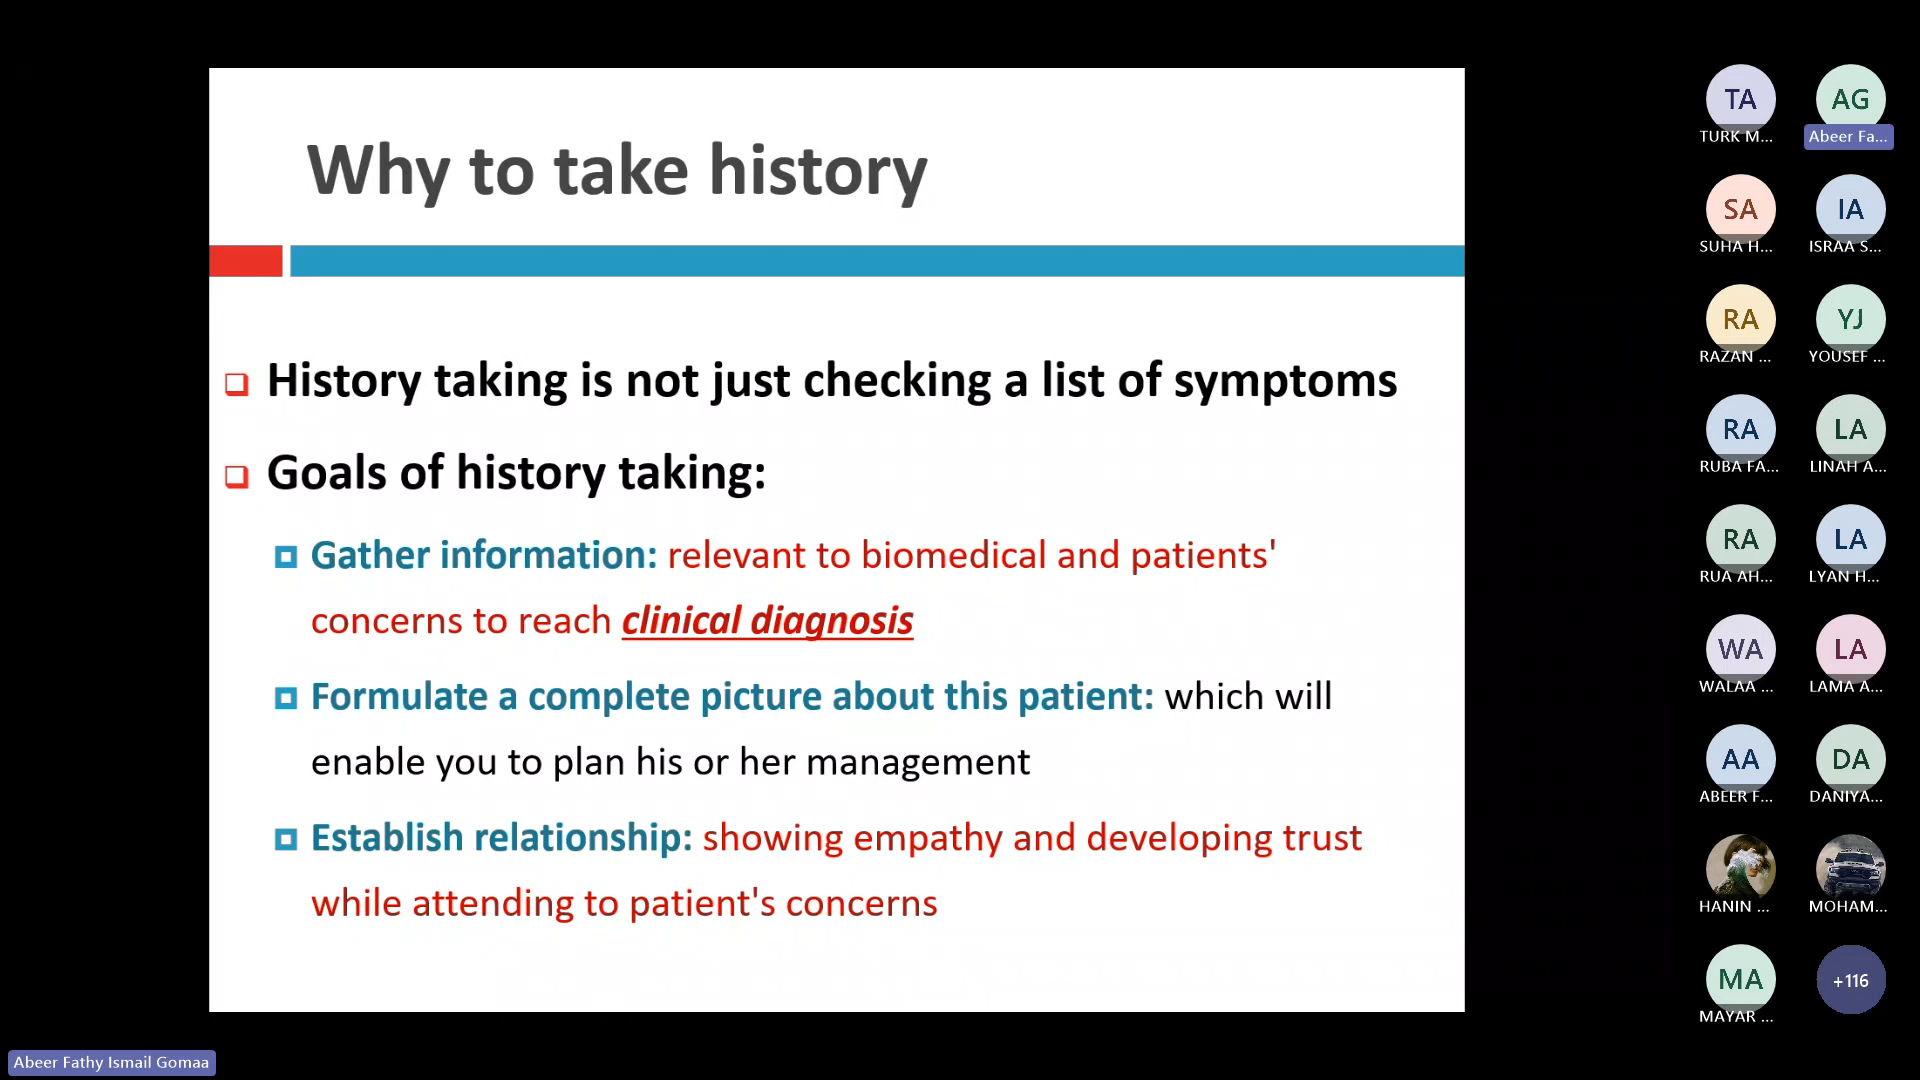 Why to take history
History taking is not just checking a list of symptoms
Goals of history taking:
Gather information: relevant to biomedical and patients'
concerns to reach clinical diagnosis
Formulate a complete picture about this patient: which will
enable you to plan his or her management
Establish relationship: showing empathy and developing trust
while attending to patient's concerns
TA
TURK M...
AG
Abeer Fa...
SA
SUHA H...
IA
ISRAA S...
RA
RAZAN ...
YJ
YOUSEF ...
RA
RUBA FA...
LA
LINAH A...
RA
RUA AH...
LA
LYAN H...
WA
WALAA ...
LA
LAMA A...
AA
ABEER F...
DA
DANIYA...
HANIN ...
MOHAM...
MA
MAYAR ...
+116
Abeer Fathy Ismail Gomaa